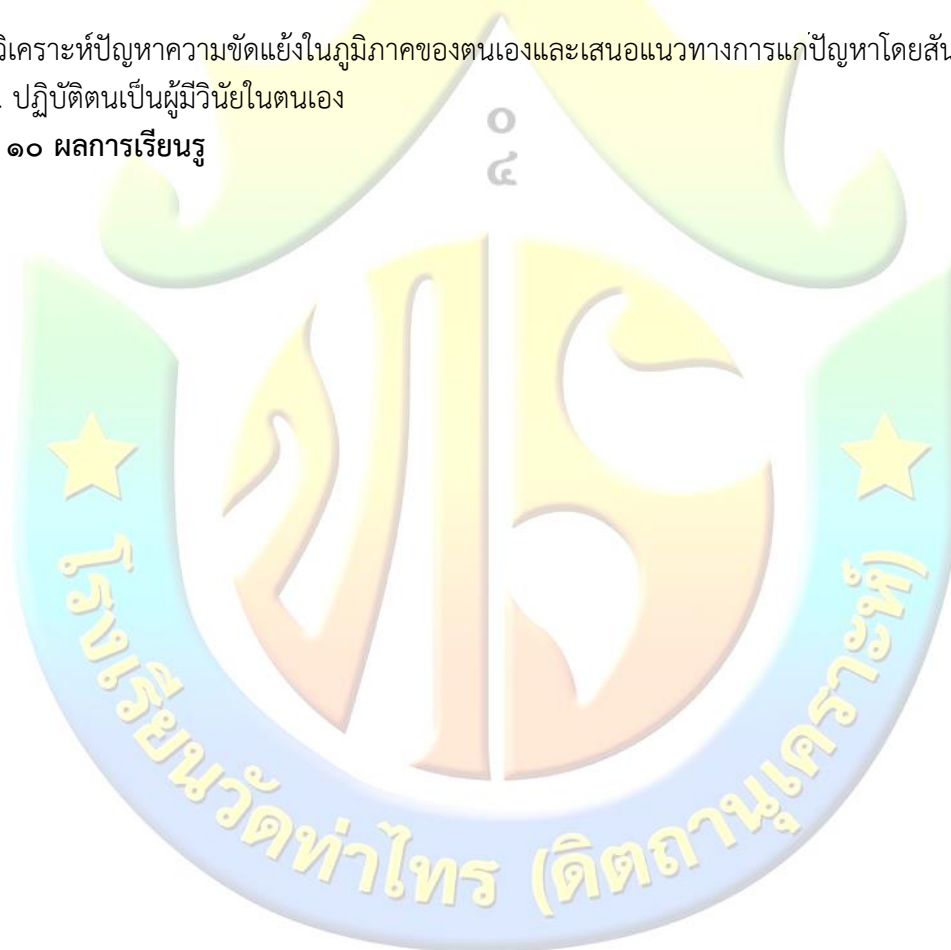 วิเคราะห์ปัญหาความขัดแย้งในภูมิภาคของตนเองและเสนอแนวทางการแก้ปัญหาโดยสัน
. ปฏิบัติตนเป็นผู้มีวินัยในตนเอง
๑๐ ผลการเรียนรู
๐
๔
ทร
โรงเรียนวัดท่าไทร (ดิตถานุเคราะห์)